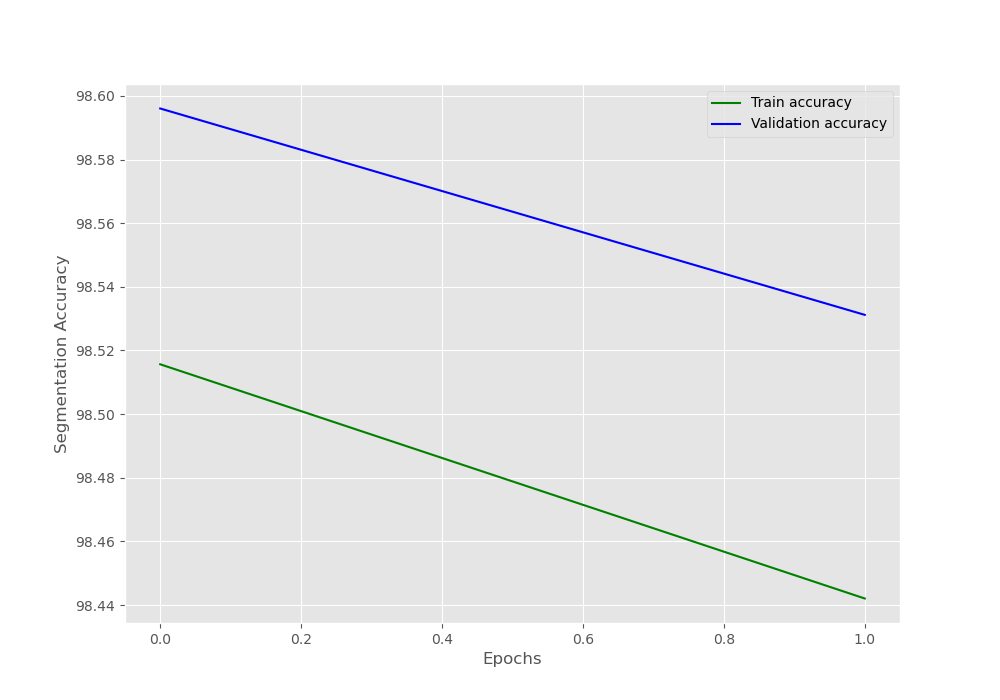 98.60
98.58
98.56
98.54
98.52
98.50
98.48
98.46
98.44
Segmentation Accuracy
Train accuracy
Validation accuracy
0.0 0.2 0.4 0.6 0.8 1.0
Epochs